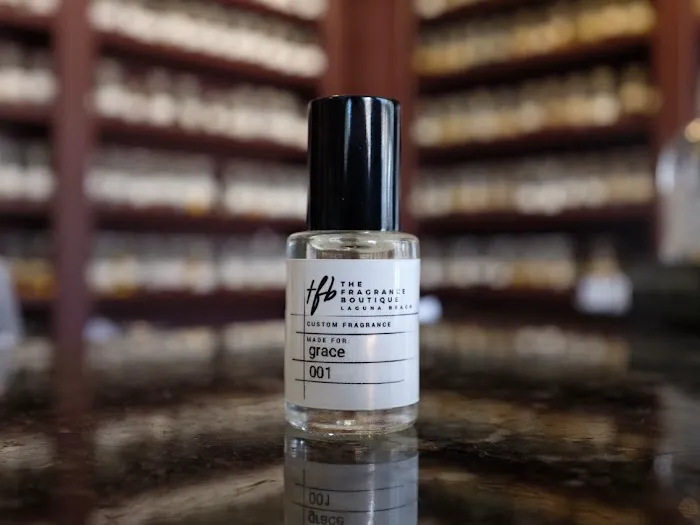 tfb THE
FRAGRANCE
BOUTIQUE
LAGUNA BEACH
CUSTOM FRAGRANCE
MADE FOR:
grace
001